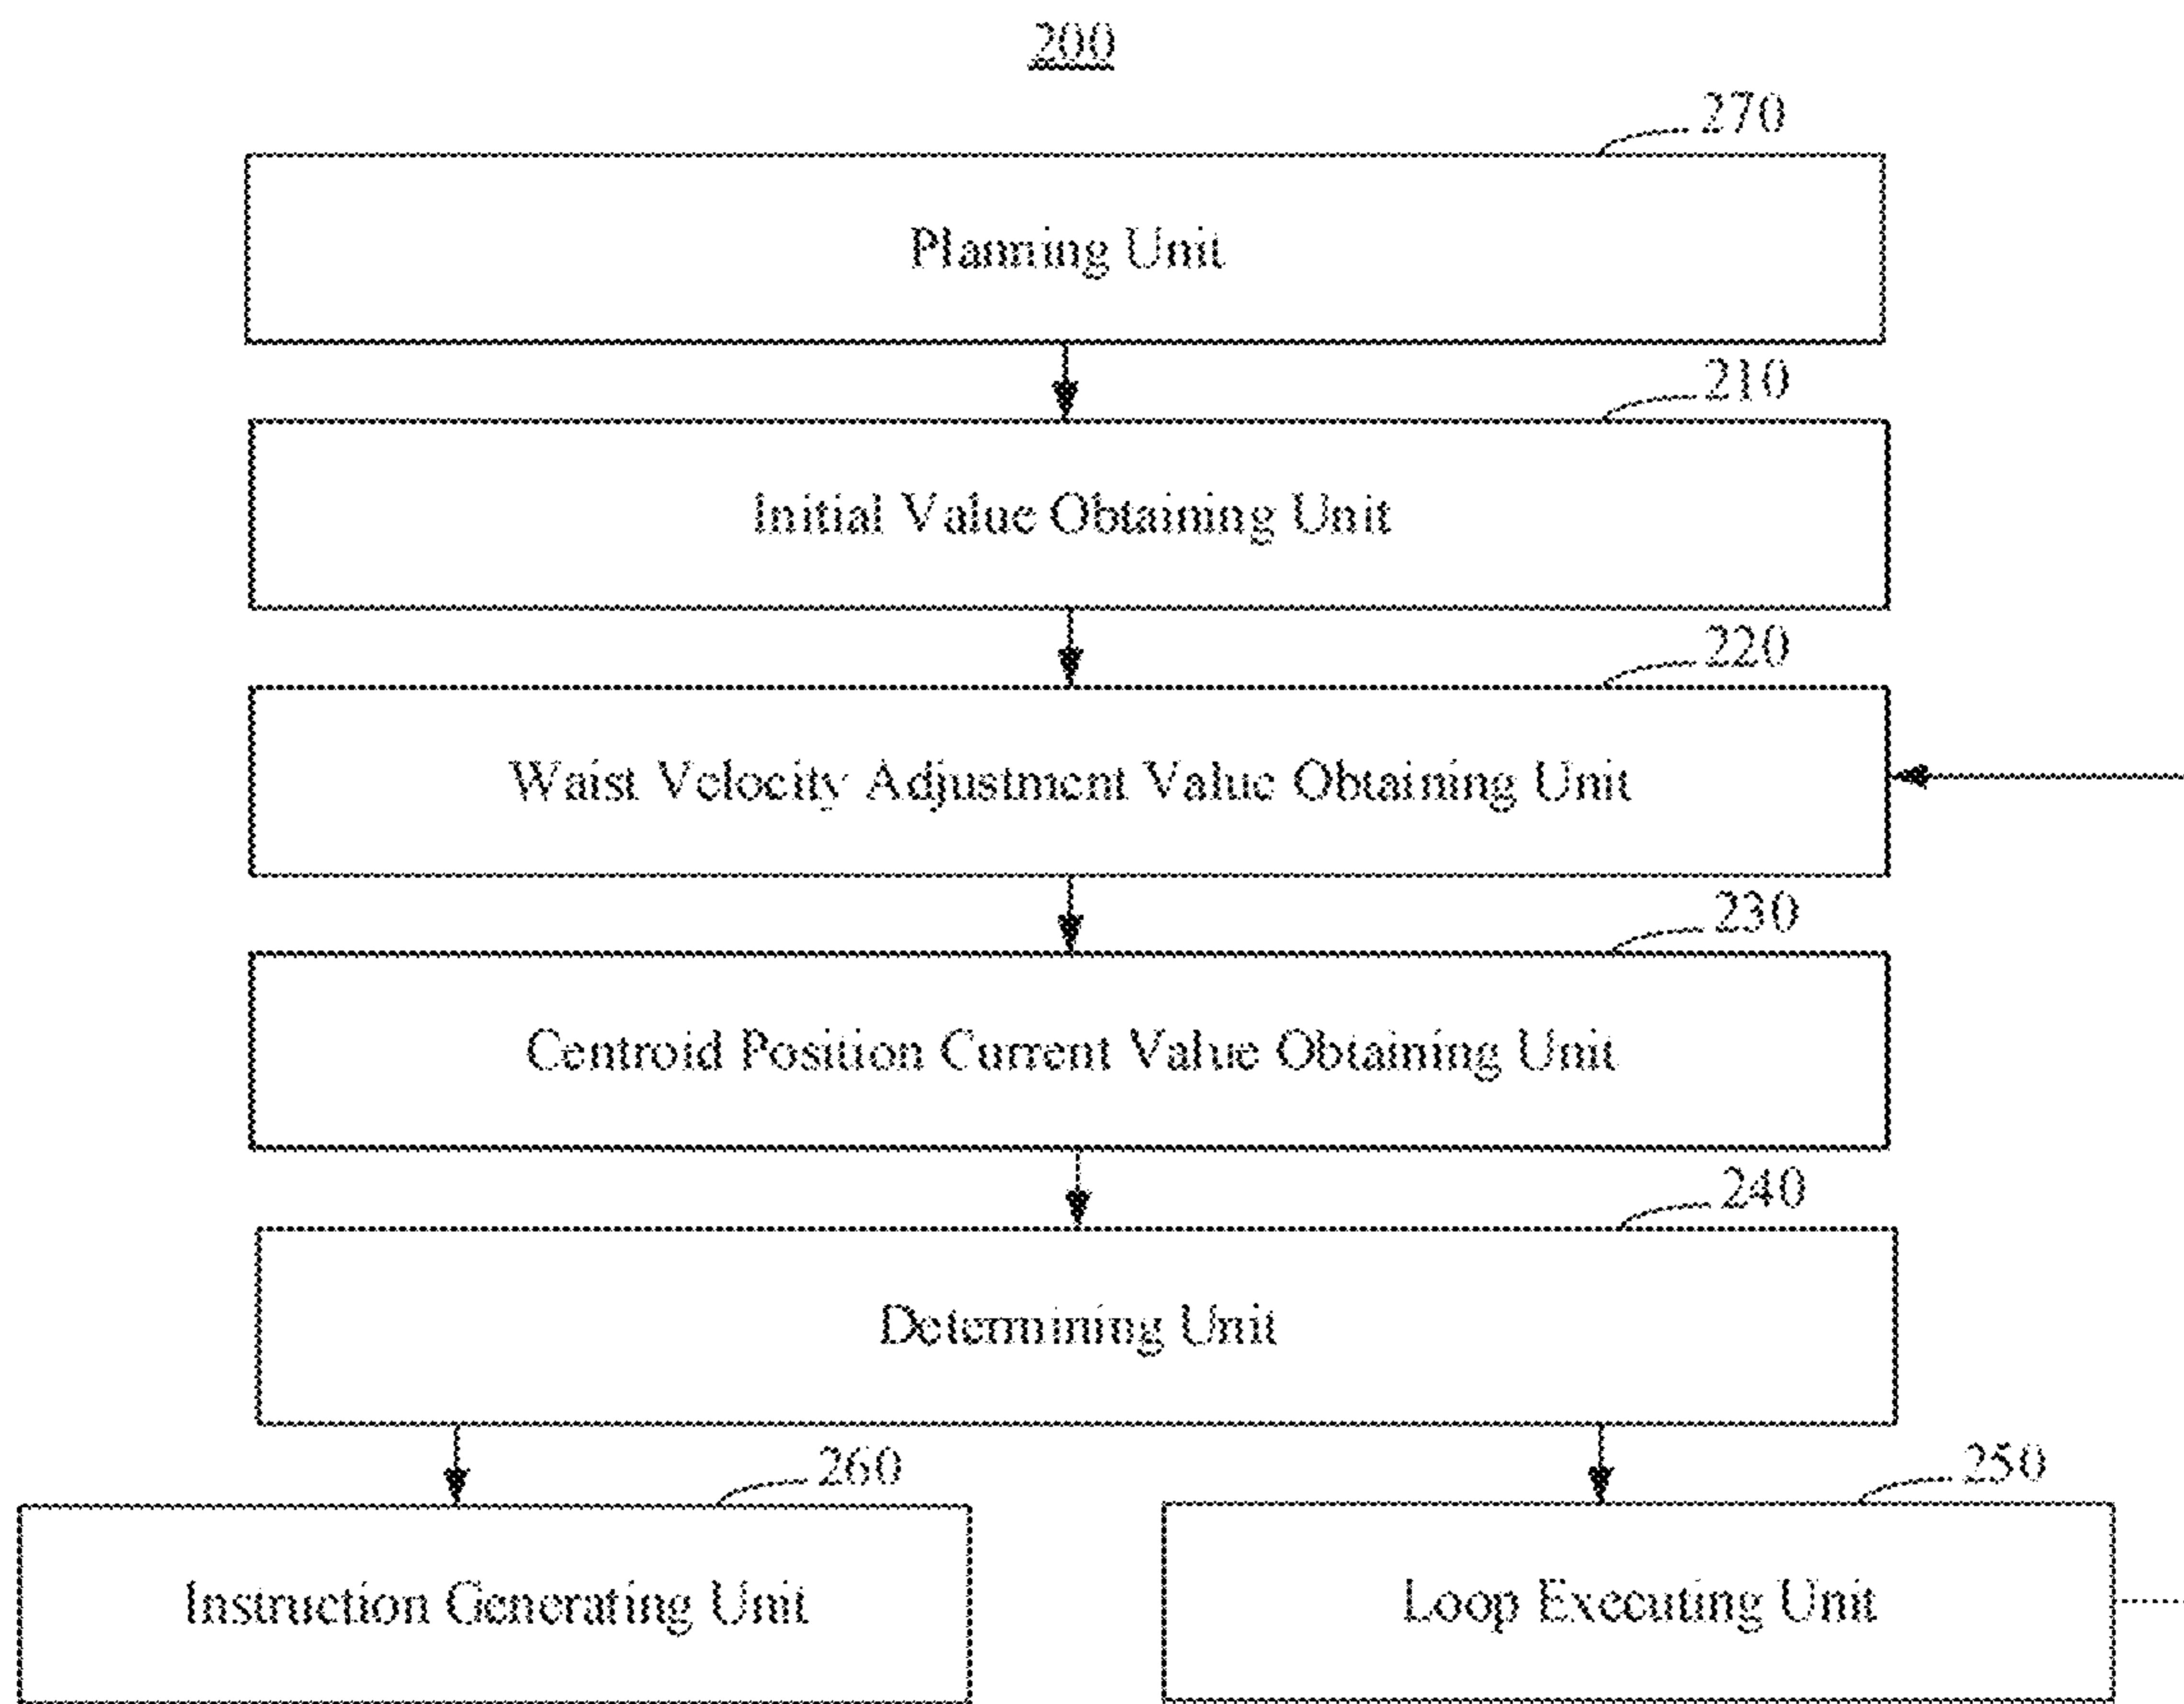 200
270
Planning Unit
210
Initial Value Obtaining Unit
220
Waist Velocity Adjustment Value Obtaining Unit
230
Centroid Position Current Value Obtaining Unit
240
Determining Unit
260
250
Instruction Generating Unit
Loop Executing Unit